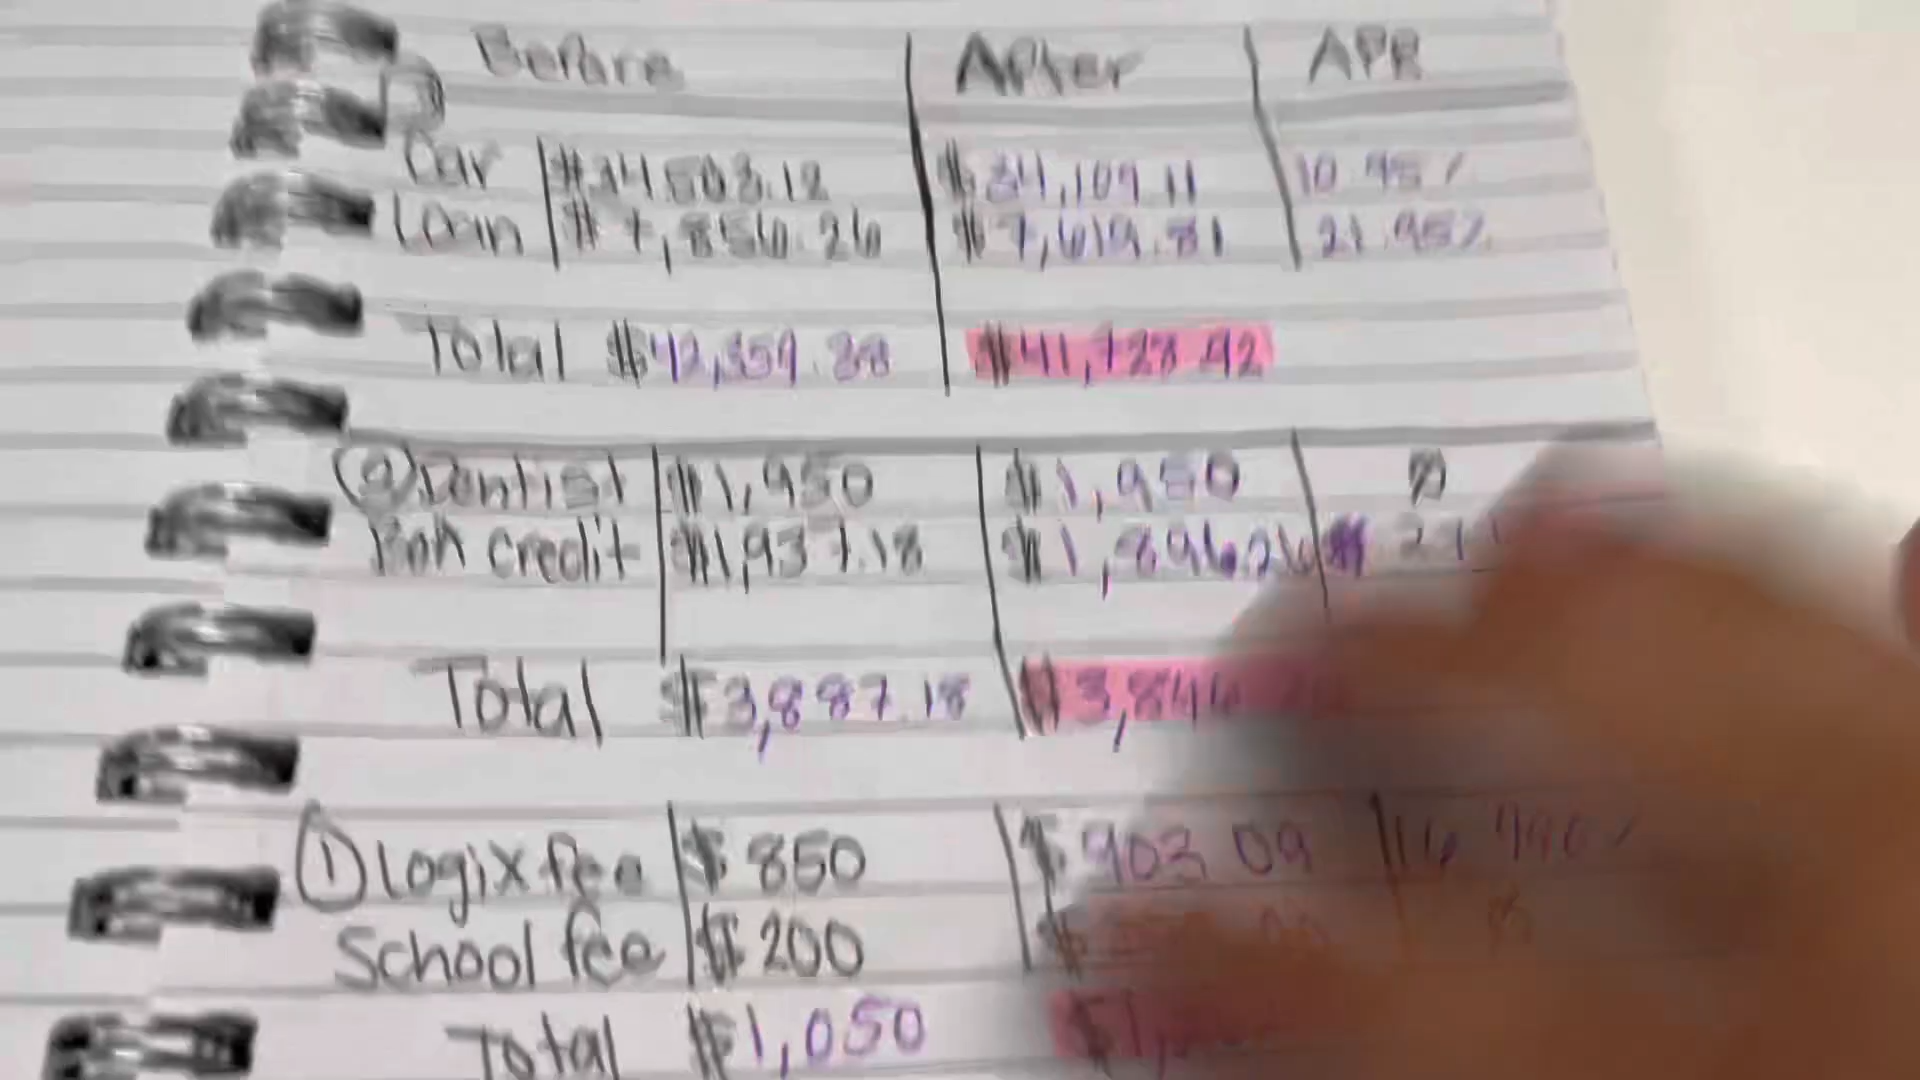 Before After APR
Car $34,503.12 $34,109.11 10.95%
Loan $7,856.26 $7,619.81 21.95%
Total $42,359.38 $41,728.92
② Dentist $1,950 $1,950 0
credit $1,937.18 $1,896.26
Total $3,887.18 $3,846
① Logix fee $850 $903.09
School fee $200
Total $1,050